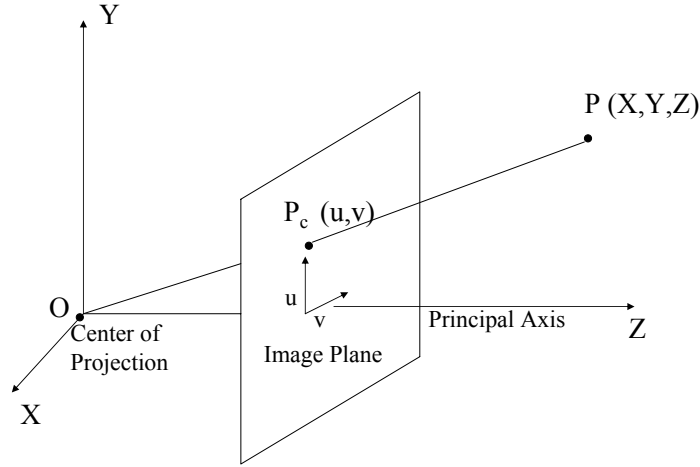 Y
P (X,Y,Z)
P_c (u,v)
O
u
v
Center of
Projection
Principal Axis
Z
Image Plane
X